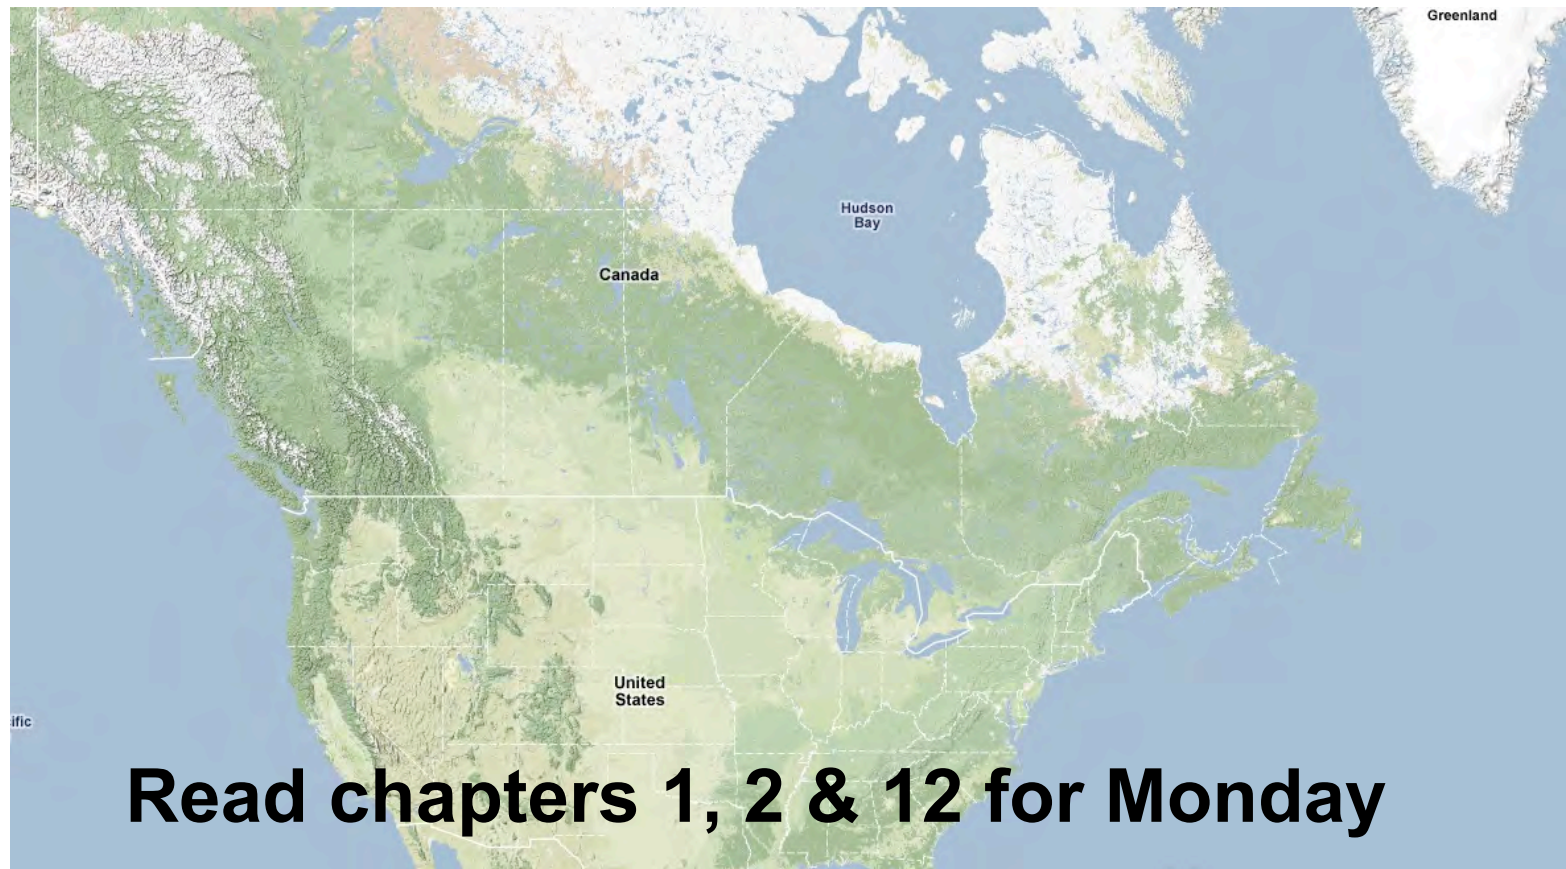 Greenland
Hudson
Bay
Canada
United
States
ific
Read chapters 1, 2 & 12 for Monday